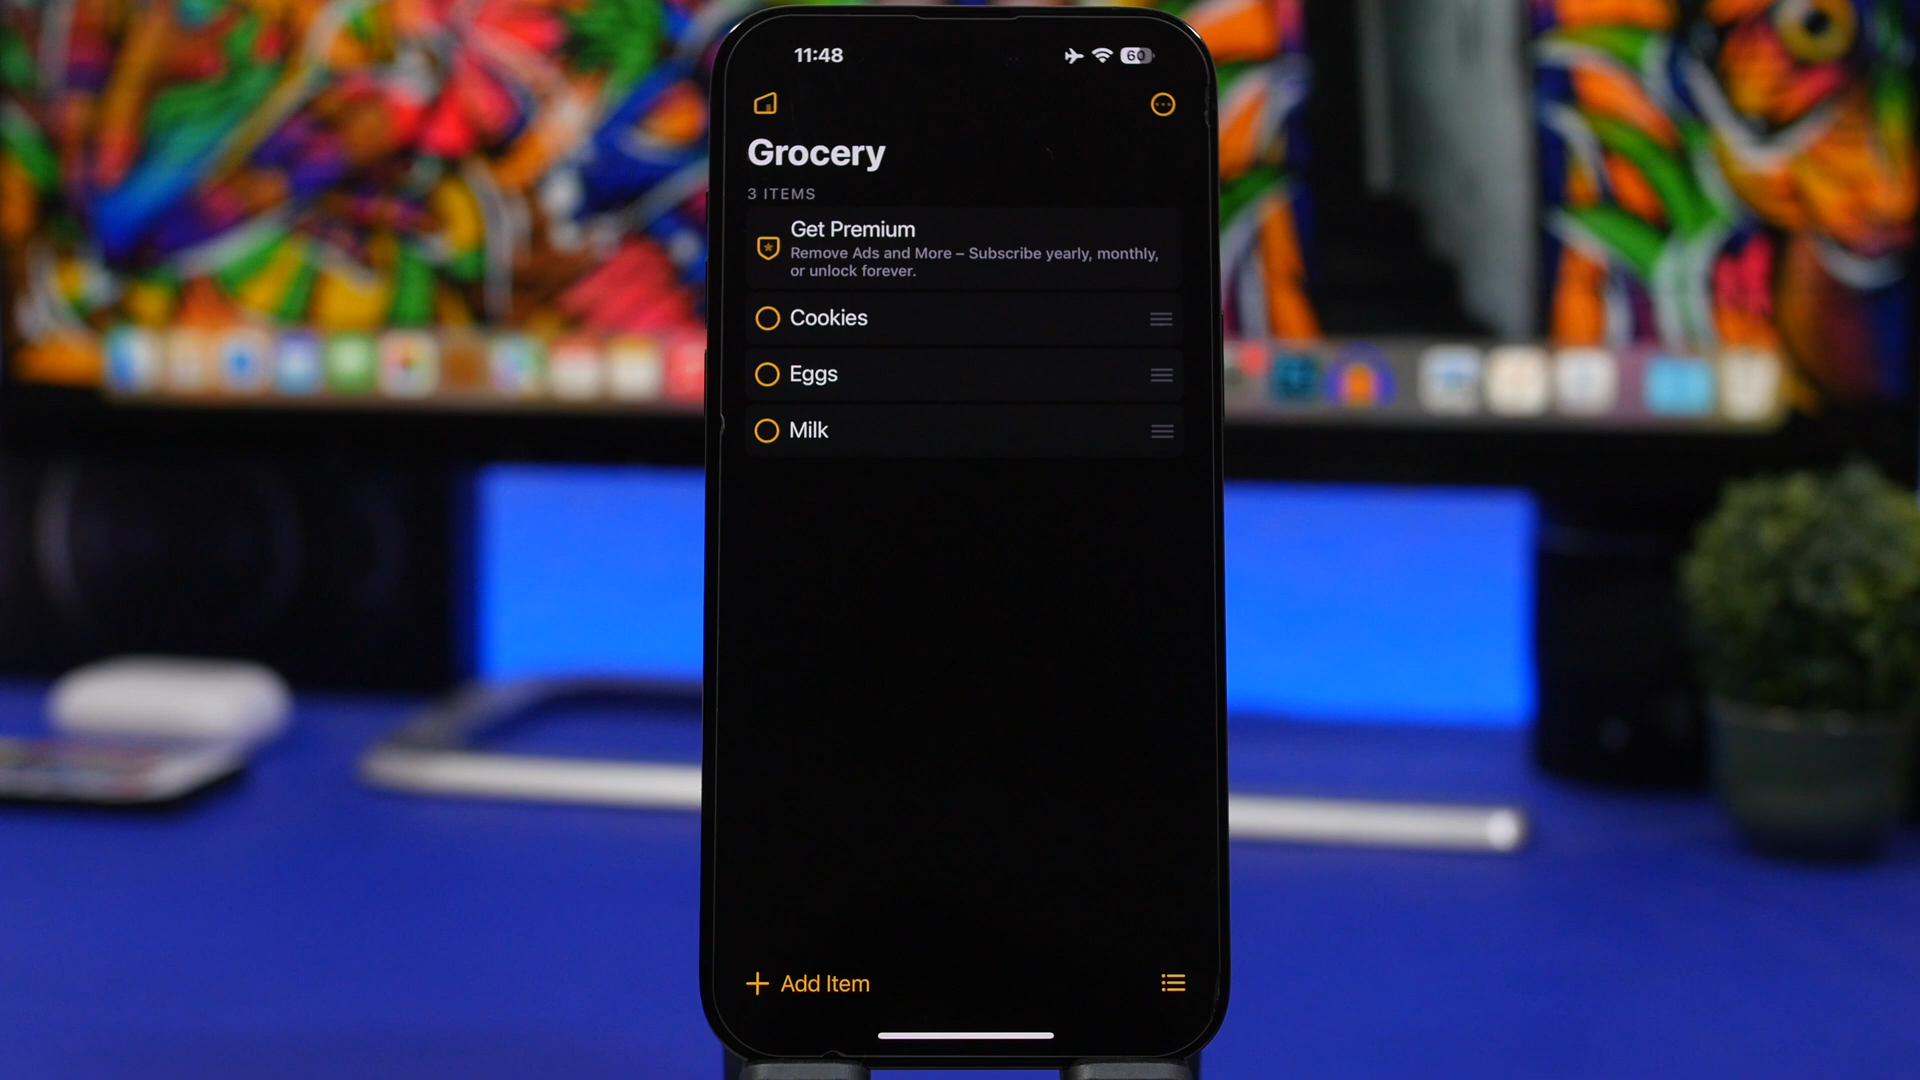 11:48
60
Grocery
3 ITEMS
Get Premium
Remove Ads and More – Subscribe yearly, monthly,
or unlock forever.
Cookies
Eggs
Milk
Add Item